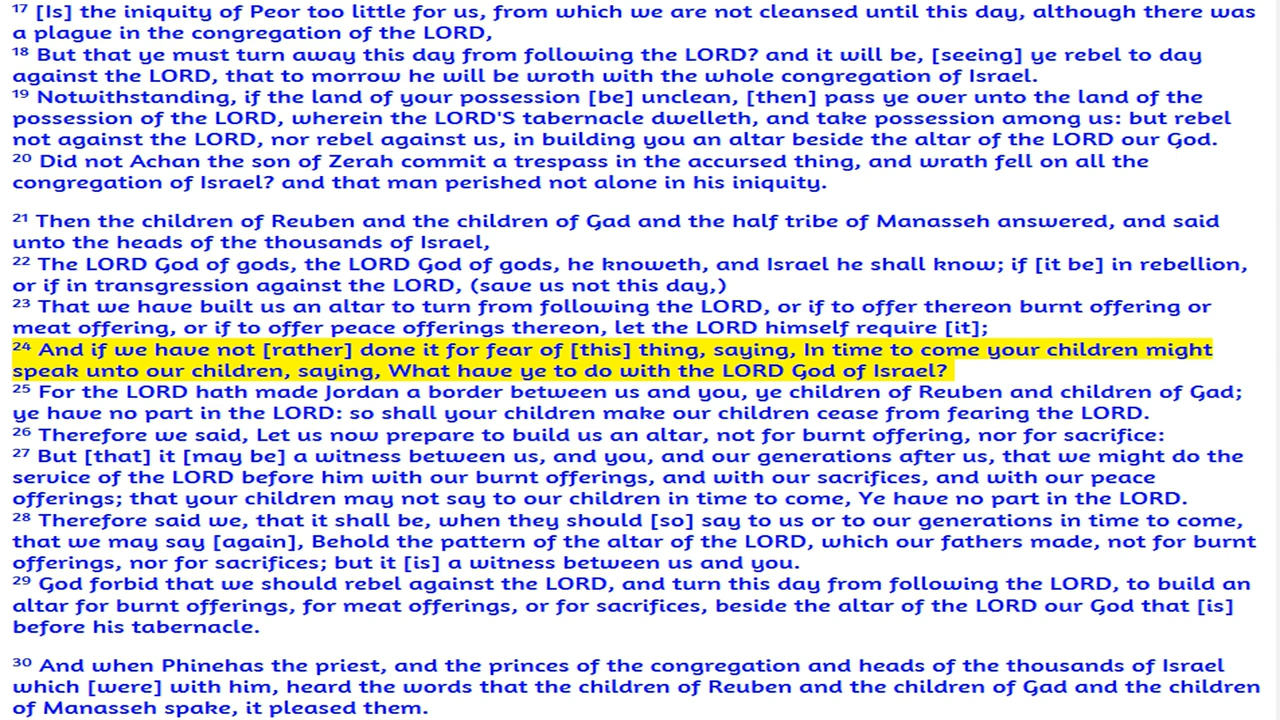 17 [Is] the iniquity of Peor too little for us, from which we are not cleansed until this day, although there was
a plague in the congregation of the LORD,
18 But that ye must turn away this day from following the LORD? and it will be, [seeing] ye rebel to day
against the LORD, that to morrow he will be wroth with the whole congregation of Israel.
19 Notwithstanding, if the land of your possession [be] unclean, [then] pass ye over unto the land of the
possession of the LORD, wherein the LORD'S tabernacle dwelleth, and take possession among us: but rebel
not against the LORD, nor rebel against us, in building you an altar beside the altar of the LORD our God.
20 Did not Achan the son of Zerah commit a trespass in the accursed thing, and wrath fell on all the
congregation of Israel? and that man perished not alone in his iniquity.
21 Then the children of Reuben and the children of Gad and the half tribe of Manasseh answered, and said
unto the heads of the thousands of Israel,
22 The LORD God of gods, the LORD God of gods, he knoweth, and Israel he shall know; if [it be] in rebellion,
or if in transgression against the LORD, (save us not this day,)
23 That we have built us an altar to turn from following the LORD, or if to offer thereon burnt offering or
meat offering, or if to offer peace offerings thereon, let the LORD himself require [it];
24 And if we have not [rather] done it for fear of [this] thing, saying, In time to come your children might
speak unto our children, saying, What have ye to do with the LORD God of Israel?
25 For the LORD hath made Jordan a border between us and you, ye children of Reuben and children of Gad;
ye have no part in the LORD: so shall your children make our children cease from fearing the LORD.
26 Therefore we said, Let us now prepare to build us an altar, not for burnt offering, nor for sacrifice:
27 But [that] it [may be] a witness between us, and you, and our generations after us, that we might do the
service of the LORD before him with our burnt offerings, and with our sacrifices, and with our peace
offerings; that your children may not say to our children in time to come, Ye have no part in the LORD.
28 Therefore said we, that it shall be, when they should [so] say to us or to our generations in time to come,
that we may say [again], Behold the pattern of the altar of the LORD, which our fathers made, not for burnt
offerings, nor for sacrifices; but it [is] a witness between us and you.
29 God forbid that we should rebel against the LORD, and turn this day from following the LORD, to build an
altar for burnt offerings, for meat offerings, or for sacrifices, beside the altar of the LORD our God that [is]
before his tabernacle.
30 And when Phinehas the priest, and the princes of the congregation and heads of the thousands of Israel
which [were] with him, heard the words that the children of Reuben and the children of Gad and the children
of Manasseh spake, it pleased them.